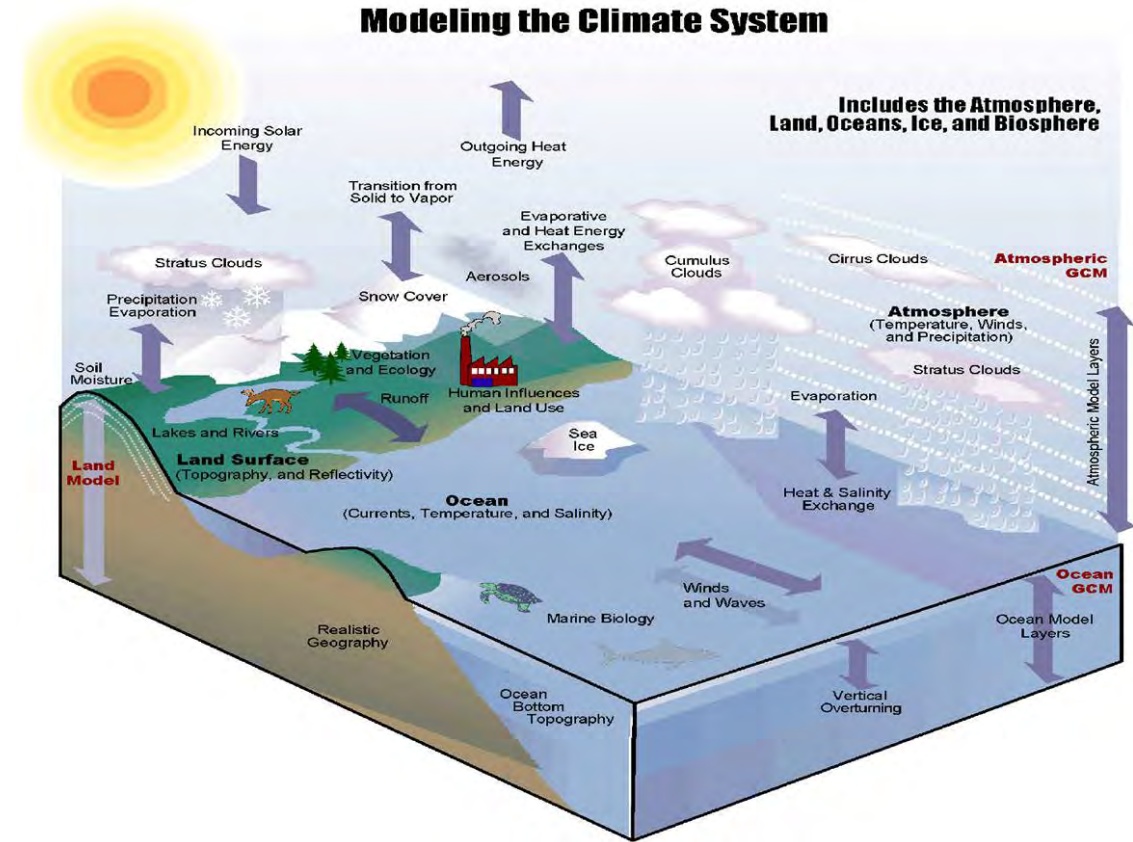 Modeling the Climate System
Includes the Atmosphere,
Land, Oceans, Ice, and Biosphere
Incoming Solar
Energy
Outgoing Heat
Energy
Transition from
Solid to Vapor
Evaporative
and Heat Energy
Exchanges
Stratus Clouds
Aerosols
Cumulus
Clouds
Cirrus Clouds
Atmospheric
GCM
Precipitation
Evaporation
Snow Cover
Atmosphere
(Temperature, Winds,
and Precipitation)
Vegetation
and Ecology
Soil
Moisture
Human Influences
and Land Use
Stratus Clouds
Atmospheric Model Layers
Runoff
Evaporation
Lakes and Rivers
Sea
Ice
Land
Model
Land Surface
(Topography, and Reflectivity)
Ocean
(Currents, Temperature, and Salinity)
Heat & Salinity
Exchange
Winds
and Waves
Ocean
GCM
Marine Biology
Ocean Model
Layers
Realistic
Geography
Ocean
Bottom
Topography
Vertical
Overturning